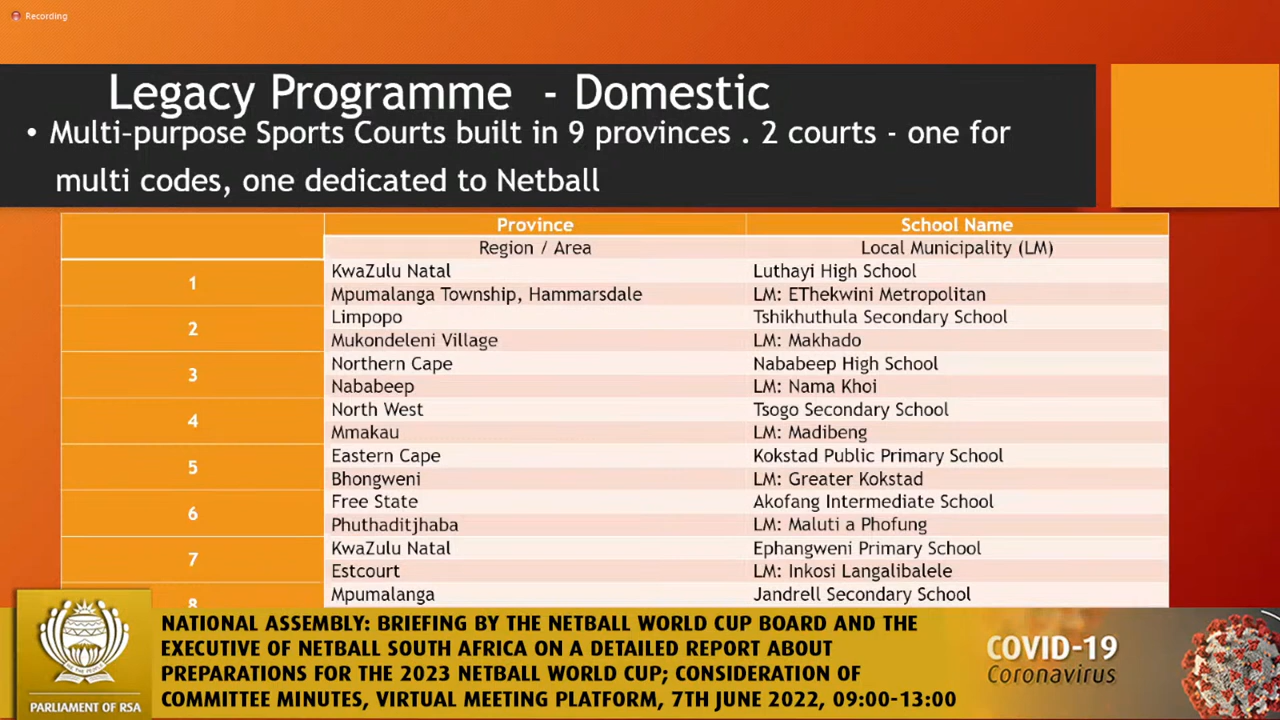 Recording
Legacy Programme - Domestic
• Multi-purpose Sports Courts built in 9 provinces . 2 courts - one for
multi codes, one dedicated to Netball
Province School Name
Region / Area Local Municipality (LM)
1 KwaZulu Natal Luthayi High School
Mpumalanga Township, Hammarsdale LM: EThekwini Metropolitan
2 Limpopo Tshikhuthula Secondary School
Mukondeleni Village LM: Makhado
3 Northern Cape Nababeep High School
Nababeep LM: Nama Khoi
4 North West Tsogo Secondary School
Mmakau LM: Madibeng
5 Eastern Cape Kokstad Public Primary School
Bhongweni LM: Greater Kokstad
6 Free State Akofang Intermediate School
Phuthaditjhaba LM: Maluti a Phofung
7 KwaZulu Natal Ephangweni Primary School
Estcourt LM: Inkosi Langalibalele
8 Mpumalanga Jandrell Secondary School
NATIONAL ASSEMBLY: BRIEFING BY THE NETBALL WORLD CUP BOARD AND THE
EXECUTIVE OF NETBALL SOUTH AFRICA ON A DETAILED REPORT ABOUT
PREPARATIONS FOR THE 2023 NETBALL WORLD CUP; CONSIDERATION OF
COMMITTEE MINUTES, VIRTUAL MEETING PLATFORM, 7TH JUNE 2022, 09:00-13:00
PARLIAMENT OF RSA
COVID-19
Coronavirus